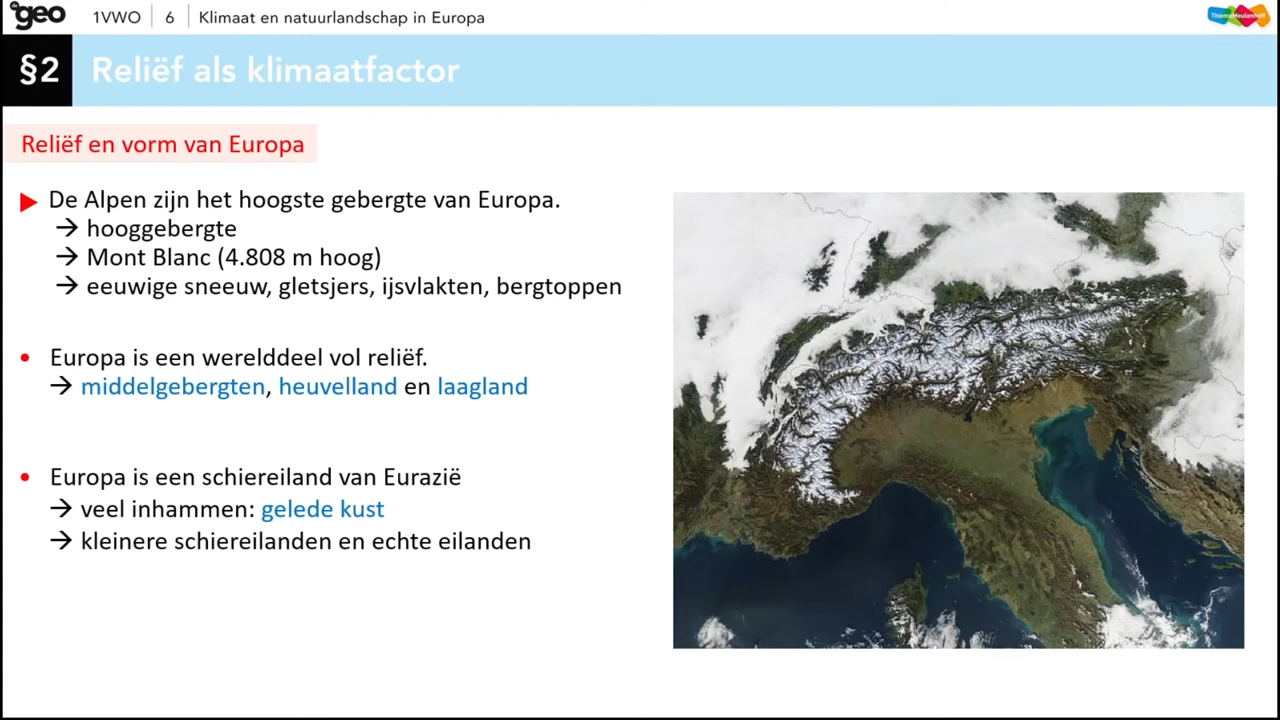 geo 1VWO 6 Klimaat en natuurlandschap in Europa ThiemeMeulenhoff
§2 Reliëf als klimaatfactor
Reliëf en vorm van Europa
De Alpen zijn het hoogste gebergte van Europa.
→ hooggebergte
→ Mont Blanc (4.808 m hoog)
→ eeuwige sneeuw, gletsjers, ijsvlakten, bergtoppen
• Europa is een werelddeel vol reliëf.
→ middelgebergten, heuvelland en laagland
• Europa is een schiereiland van Eurazië
→ veel inhammen: gelede kust
→ kleinere schiereilanden en echte eilanden